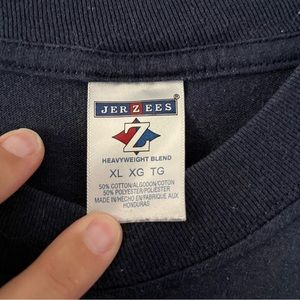 JERZEES®
Z
HEAVYWEIGHT BLEND
XL XG TG
50% COTTON/ALGODON/COTON
50% POLYESTER/POLIESTER
MADE IN/HECHO EN/FABRIQUE AUX
HONDURAS